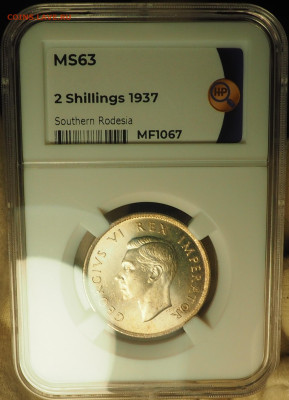 MS63
HP
2 Shillings 1937
Southern Rodesia
MF1067
GEORGIVS VI REX IMPERATOR